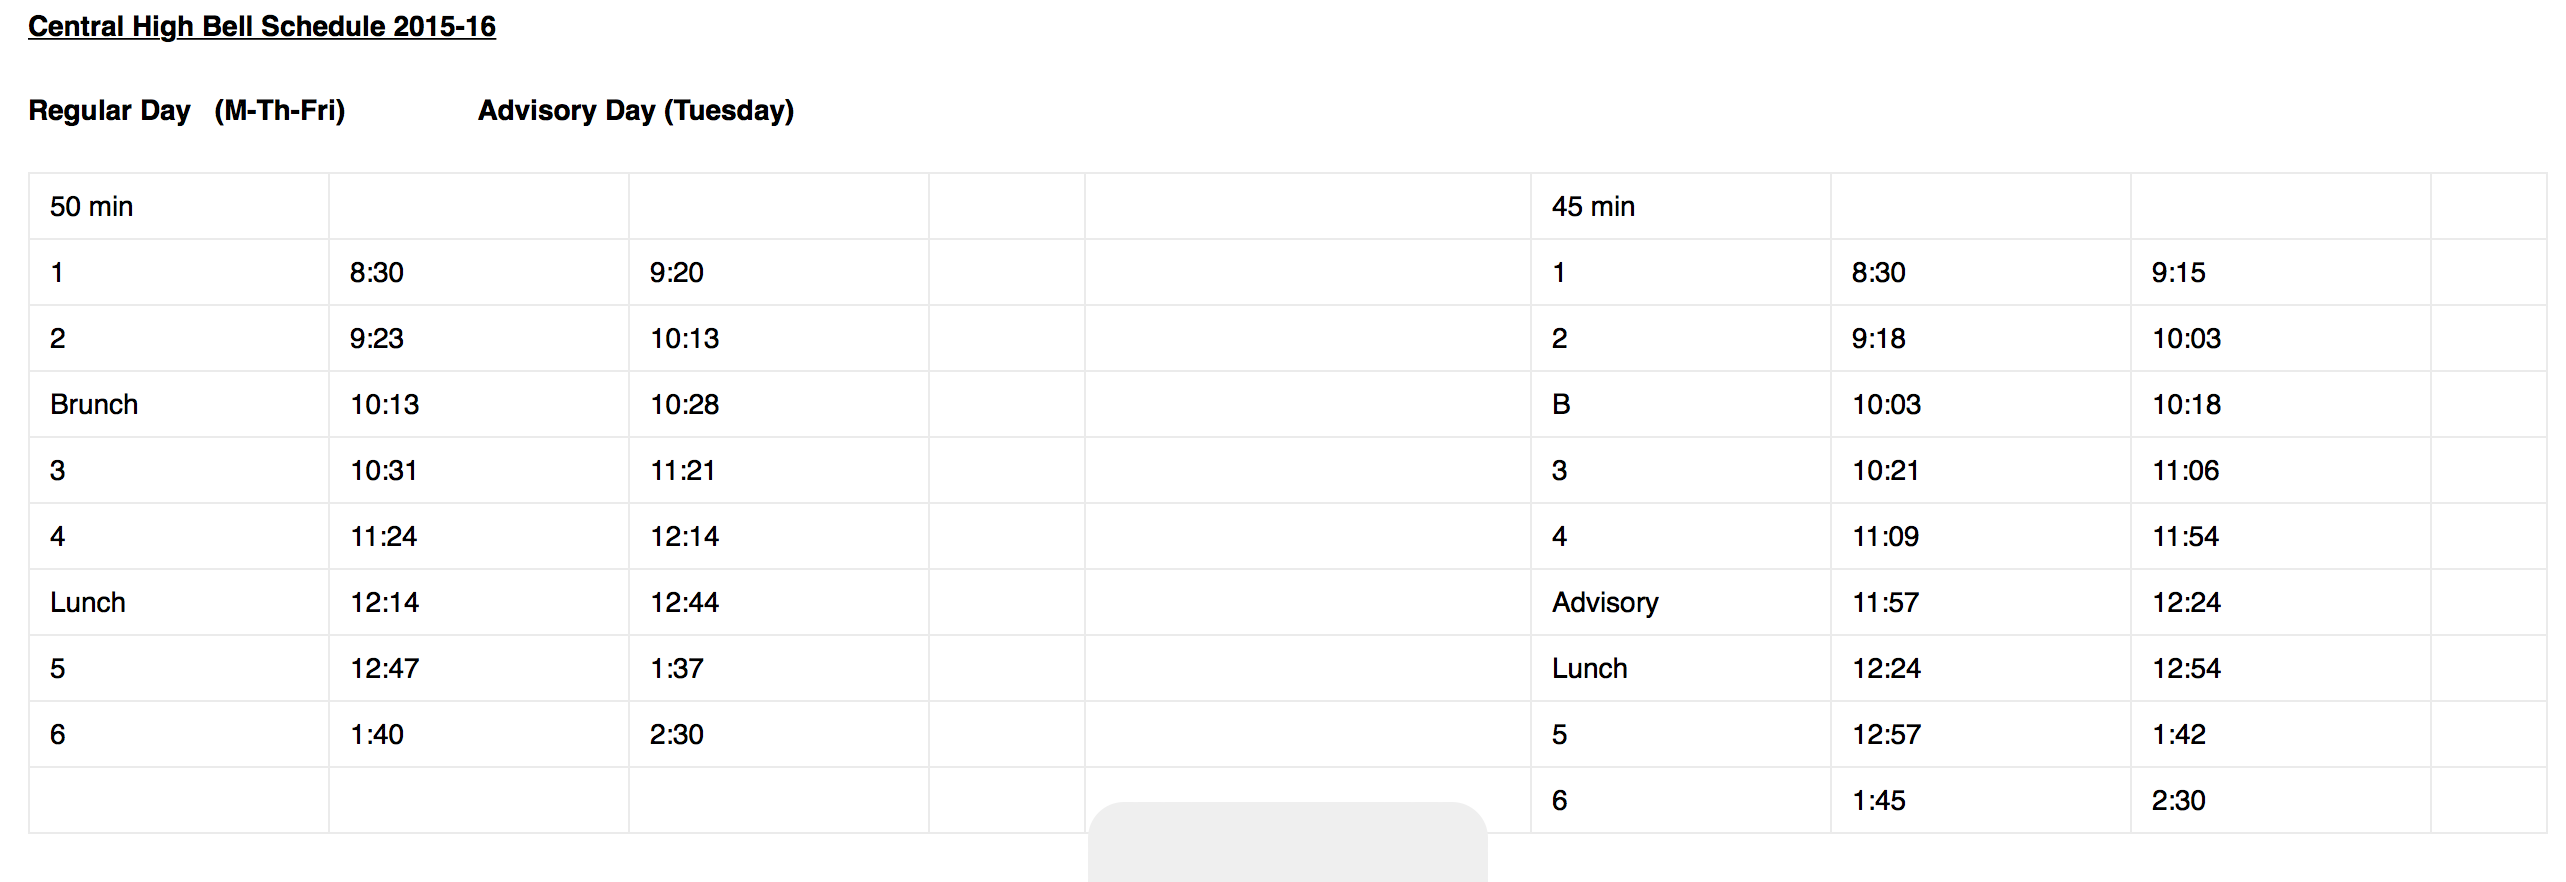 Central High Bell Schedule 2015-16
Regular Day (M-Th-Fri) Advisory Day (Tuesday)
50 min 45 min
1 8:30 9:20 1 8:30 9:15
2 9:23 10:13 2 9:18 10:03
Brunch 10:13 10:28 B 10:03 10:18
3 10:31 11:21 3 10:21 11:06
4 11:24 12:14 4 11:09 11:54
Lunch 12:14 12:44 Advisory 11:57 12:24
5 12:47 1:37 Lunch 12:24 12:54
6 1:40 2:30 5 12:57 1:42
6 1:45 2:30